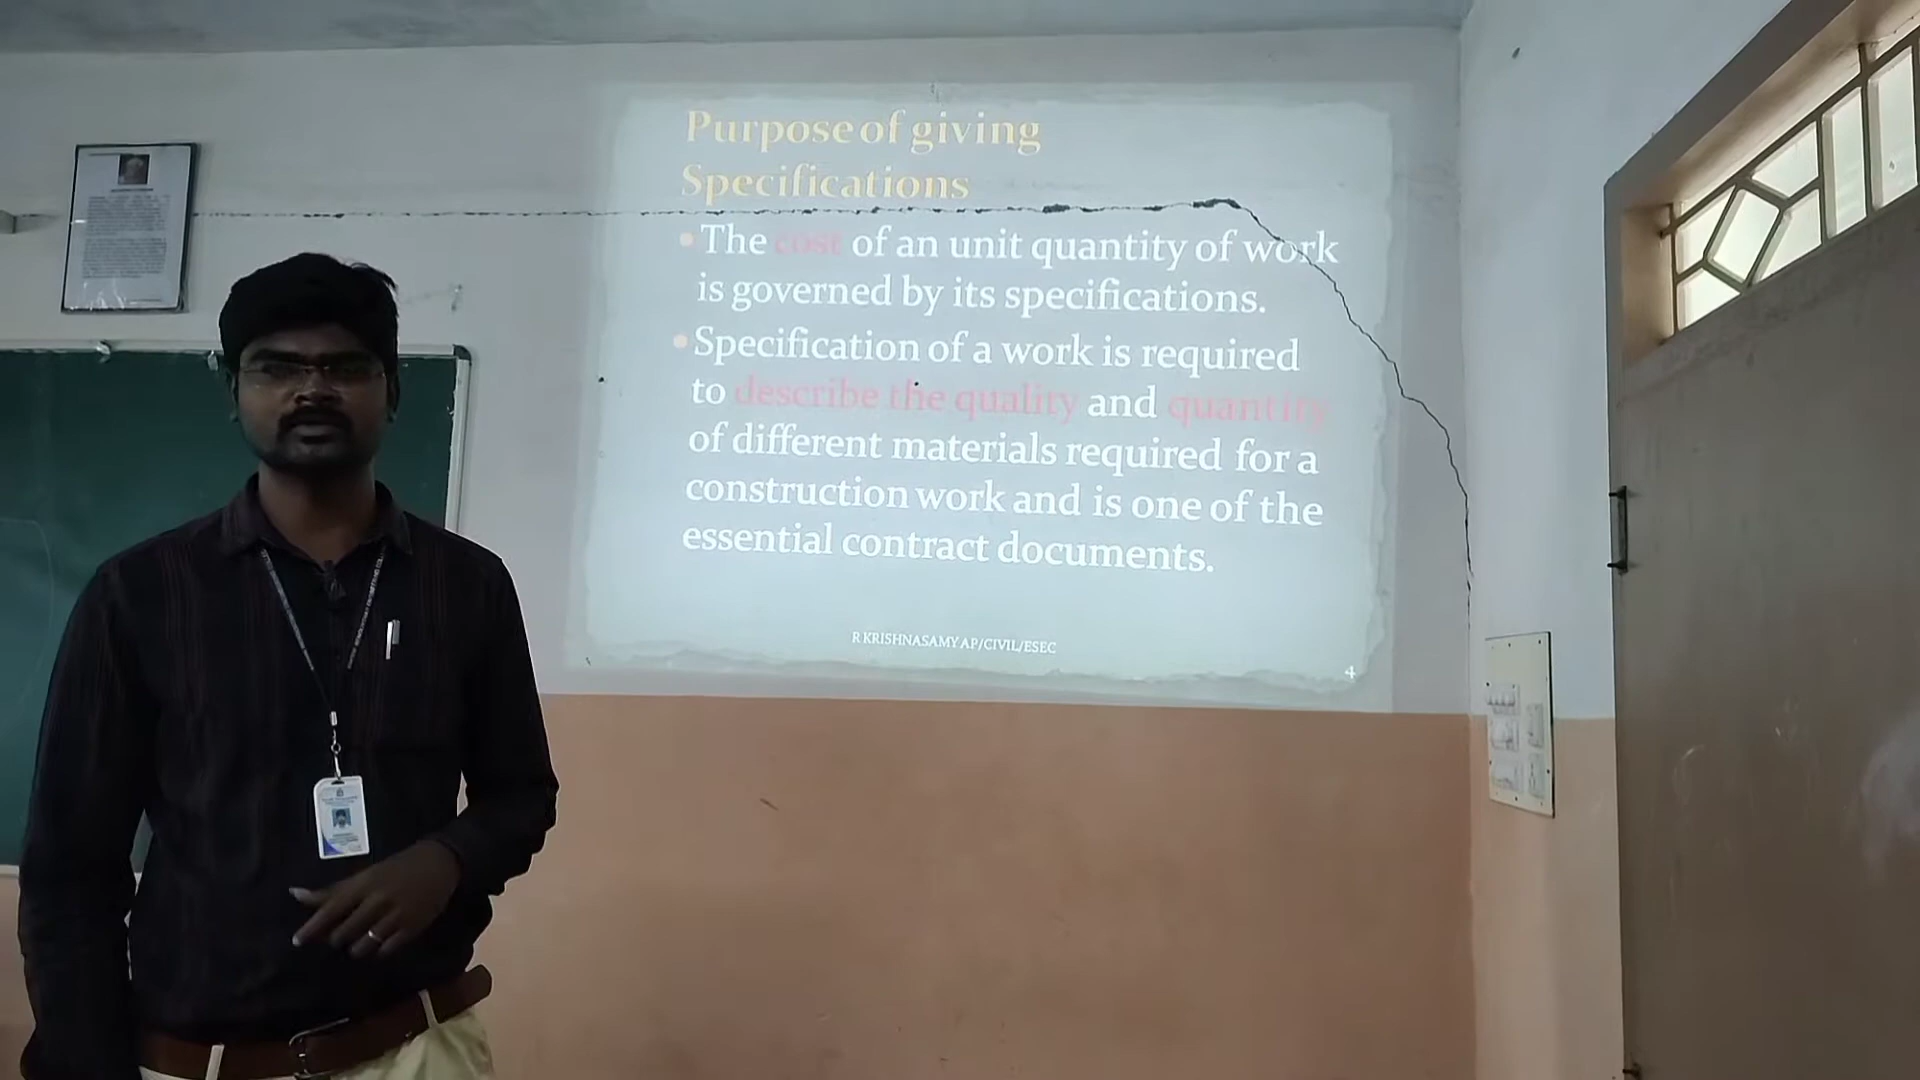 Purpose of giving
Specifications
• The cost of an unit quantity of work
is governed by its specifications.
• Specification of a work is required
to describe the quality and quantity
of different materials required for a
construction work and is one of the
essential contract documents.
R KRISHNASAMY AP/CIVIL/ESEC
4